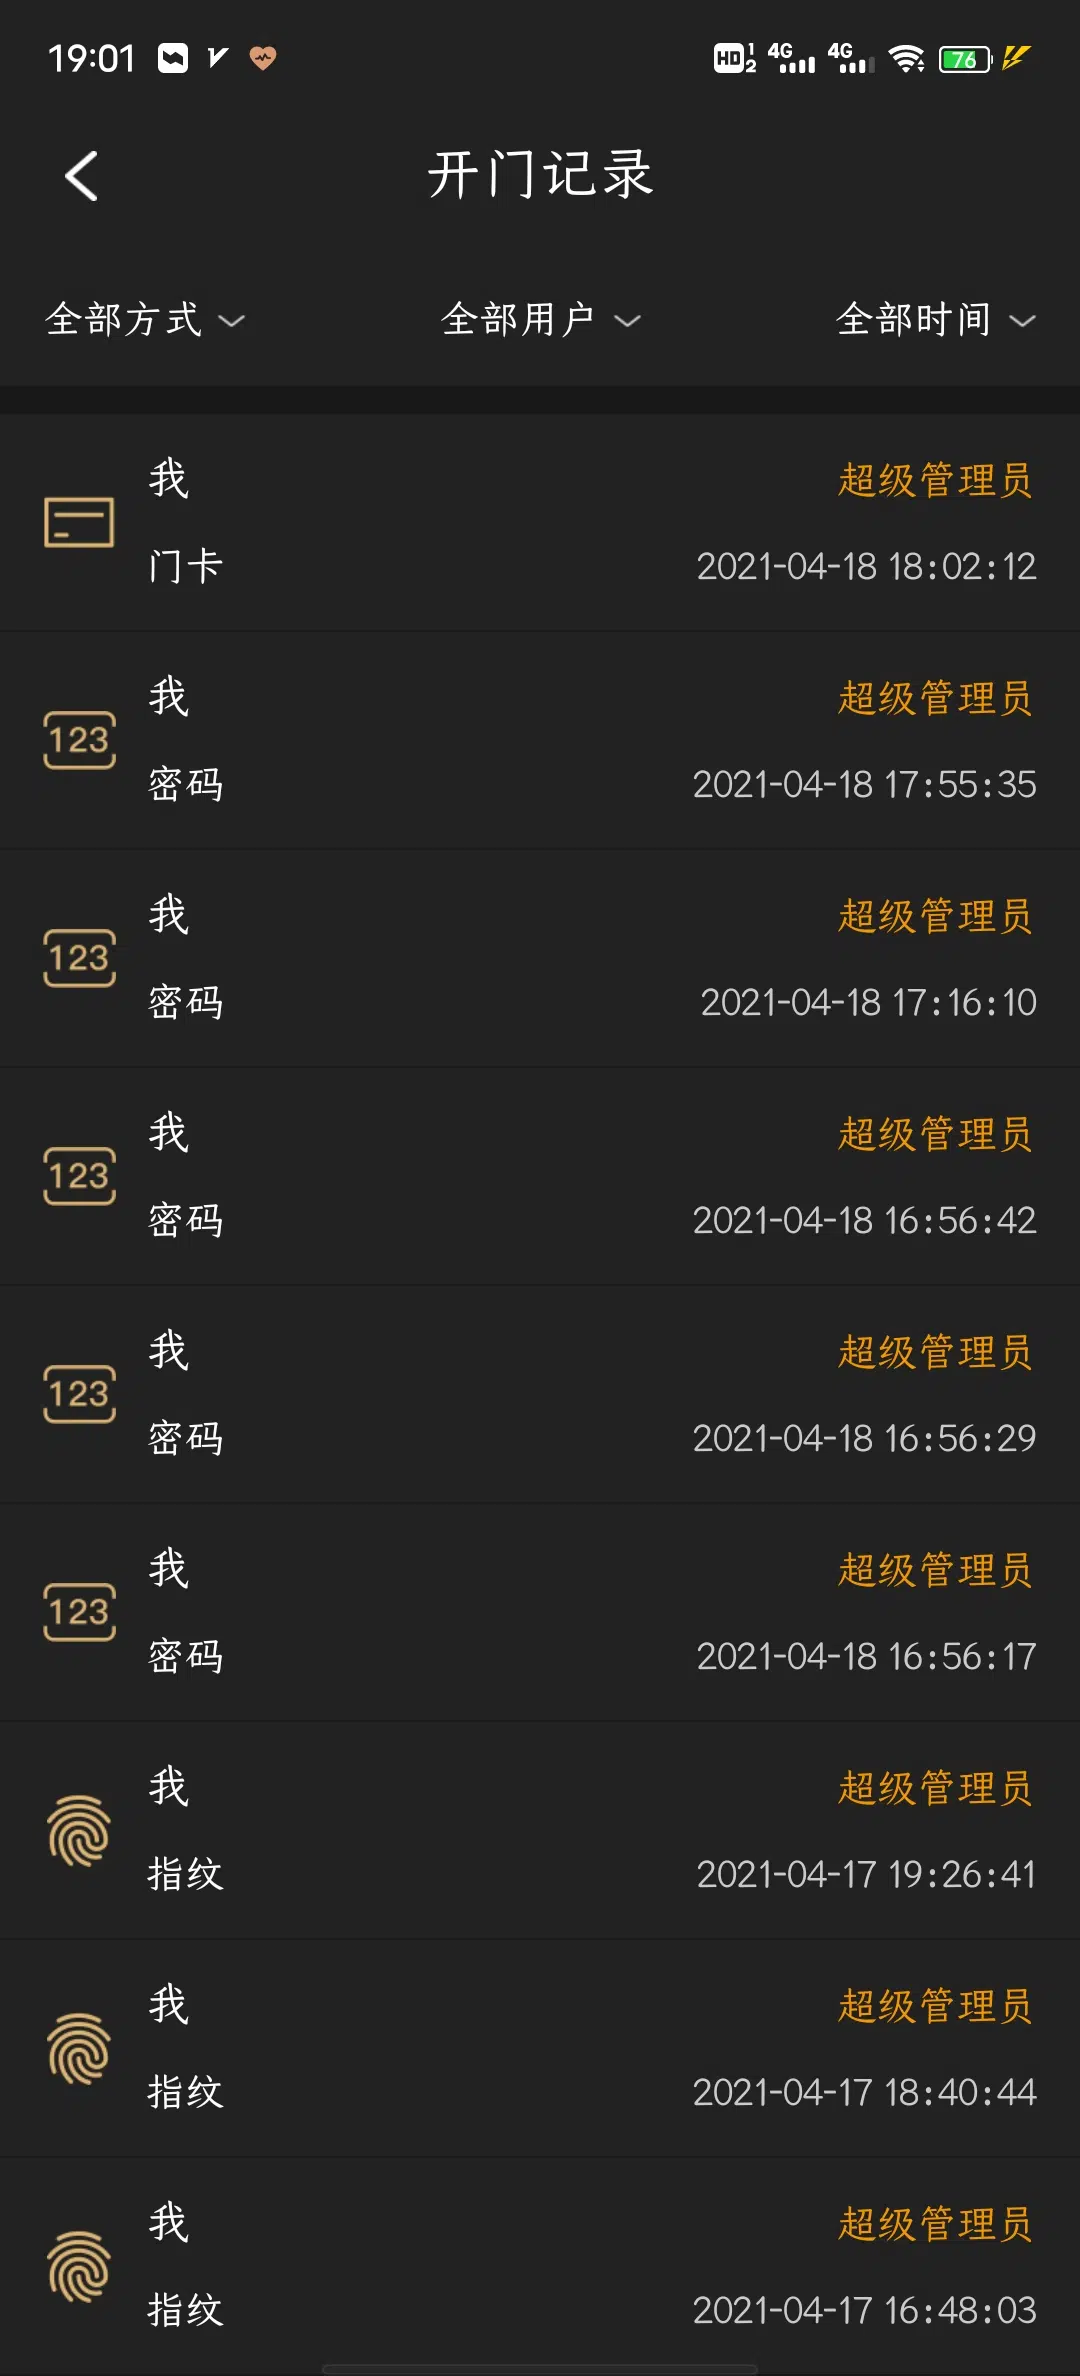 19:01 HD 1 2 4G 4G 76
开门记录
全部方式 全部用户 全部时间
我 超级管理员
门卡 2021-04-18 18:02:12
我 超级管理员
123
密码 2021-04-18 17:55:35
我 超级管理员
123
密码 2021-04-18 17:16:10
我 超级管理员
123
密码 2021-04-18 16:56:42
我 超级管理员
123
密码 2021-04-18 16:56:29
我 超级管理员
123
密码 2021-04-18 16:56:17
我 超级管理员
指纹 2021-04-17 19:26:41
我 超级管理员
指纹 2021-04-17 18:40:44
我 超级管理员
指纹 2021-04-17 16:48:03